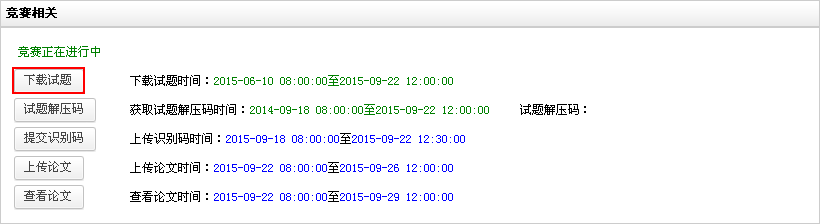 竞赛相关
竞赛正在进行中
下载试题 下载试题时间：2015-06-10 08:00:00至2015-09-22 12:00:00
试题解压码 获取试题解压码时间：2014-09-18 08:00:00至2015-09-22 12:00:00 试题解压码：
提交识别码 上传识别码时间：2015-09-18 08:00:00至2015-09-22 12:30:00
上传论文 上传论文时间：2015-09-22 08:00:00至2015-09-26 12:00:00
查看论文 查看论文时间：2015-09-22 08:00:00至2015-09-29 12:00:00